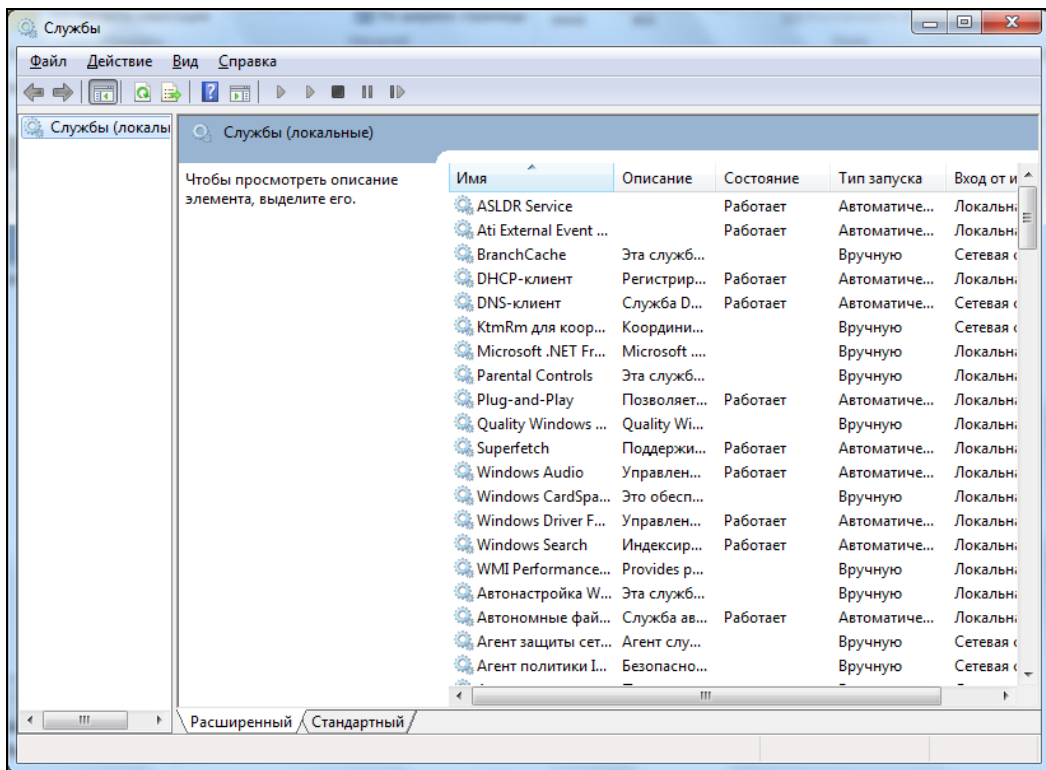 Службы
Файл Действие Вид Справка
Службы (локалы
Службы (локальные)
Чтобы просмотреть описание
элемента, выделите его.
Имя Описание Состояние Тип запуска Вход от и
ASLDR Service Работает Автоматиче... Локальн
Ati External Event ... Работает Автоматиче... Локальн
BranchCache Эта служб... Вручную Сетевая с
DHCP-клиент Регистрир... Работает Автоматиче... Локальн
DNS-клиент Служба D... Работает Автоматиче... Сетевая с
KtmRm для коор... Координи... Вручную Сетевая с
Microsoft .NET Fr... Microsoft .... Вручную Локальн
Parental Controls Эта служб... Вручную Локальн
Plug-and-Play Позволяет... Работает Автоматиче... Локальн
Quality Windows ... Quality Wi... Вручную Локальн
Superfetch Поддержи... Работает Автоматиче... Локальн
Windows Audio Управлен... Работает Автоматиче... Локальн
Windows CardSpa... Это обесп... Вручную Локальн
Windows Driver F... Управлен... Работает Автоматиче... Локальн
Windows Search Индексир... Работает Автоматиче... Локальн
WMI Performance... Provides p... Вручную Локальн
Автонастройка W... Эта служб... Вручную Локальн
Автономные фай... Служба ав... Работает Автоматиче... Локальн
Агент защиты сет... Агент слу... Вручную Сетевая с
Агент политики I... Безопасно... Вручную Сетевая с
Расширенный Стандартный